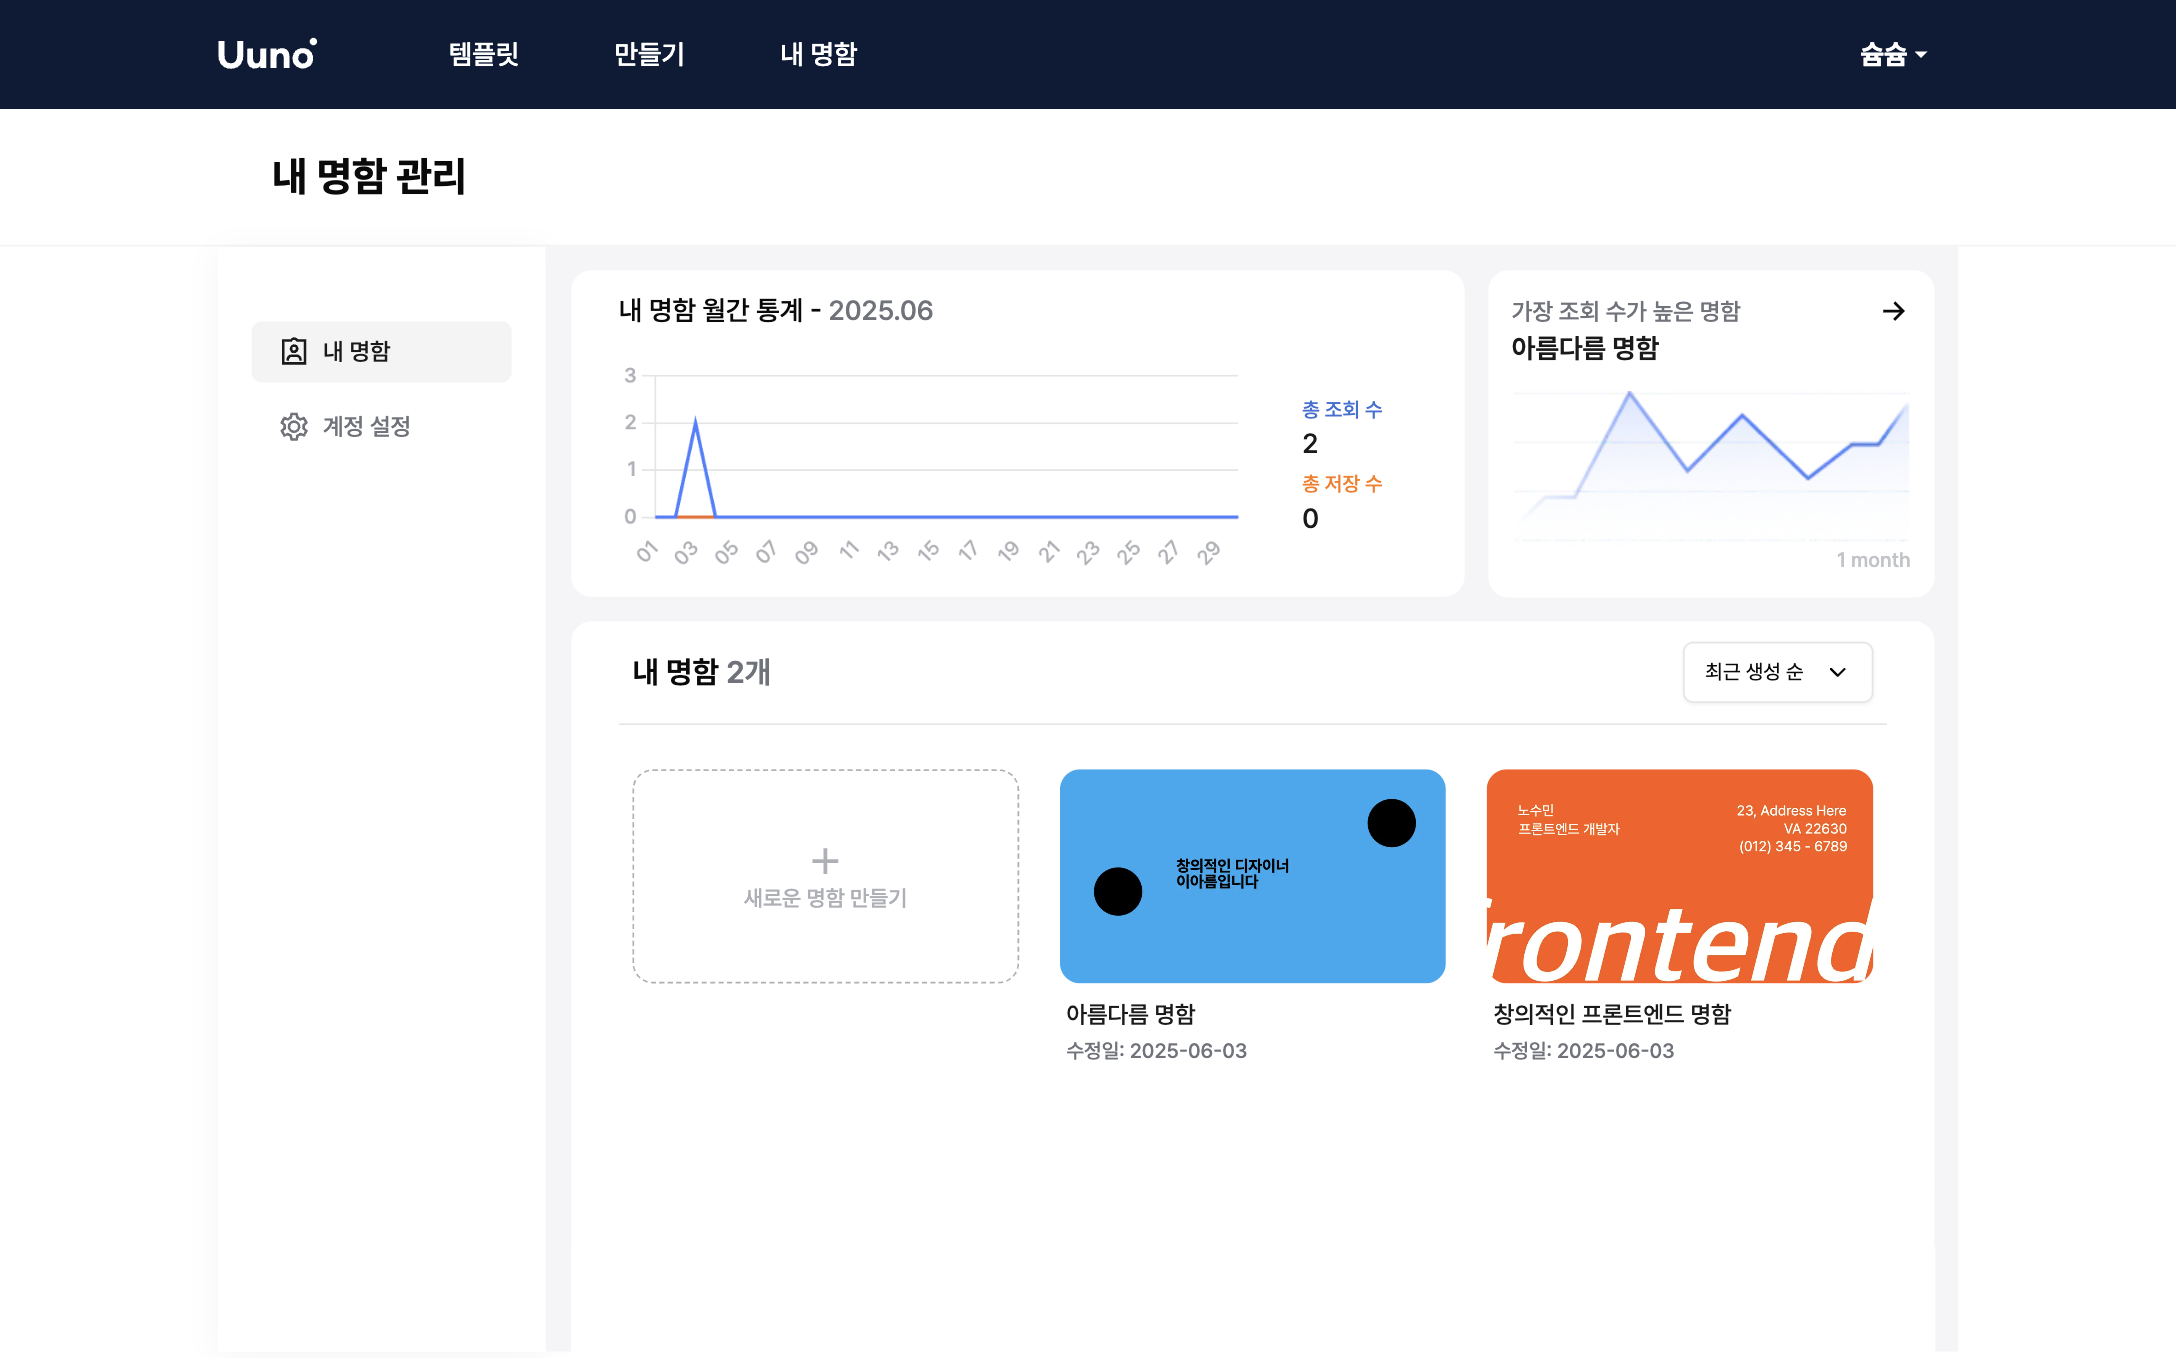 Uuno
템플릿
만들기
내 명함
슘슘
내 명함 관리
내 명함
계정 설정
내 명함 월간 통계 - 2025.06
3
2
1
0
01 03 05 07 09 11 13 15 17 19 21 23 25 27 29
총 조회 수
2
총 저장 수
0
가장 조회 수가 높은 명함
아름다름 명함
1 month
내 명함 2개
최근 생성 순
새로운 명함 만들기
창의적인 디자이너
이아름입니다
아름다름 명함
수정일: 2025-06-03
노수민
프론트엔드 개발자
23, Address Here
VA 22630
(012) 345 - 6789
frontend
창의적인 프론트엔드 명함
수정일: 2025-06-03